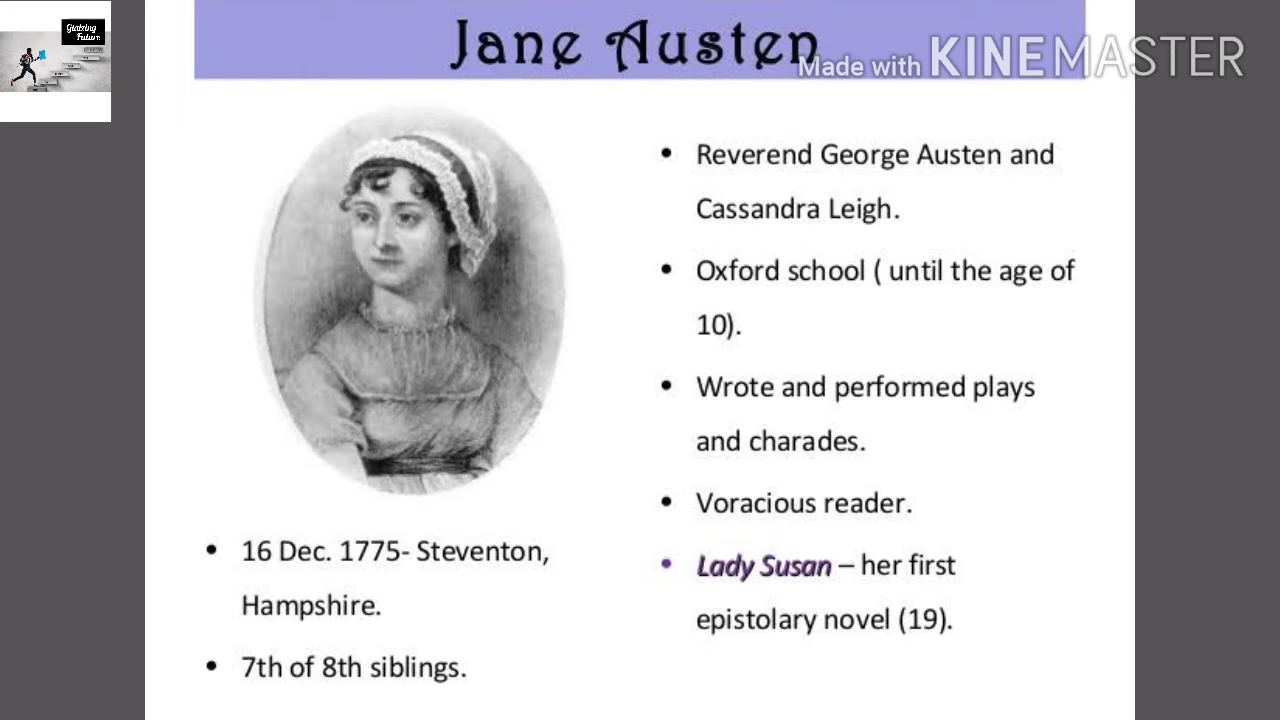 Gialring
Future
Jane Austen
Made with KINEMASTER
• 16 Dec. 1775- Steventon,
Hampshire.
• 7th of 8th siblings.
• Reverend George Austen and
Cassandra Leigh.
• Oxford school ( until the age of
10).
• Wrote and performed plays
and charades.
• Voracious reader.
• Lady Susan – her first
epistolary novel (19).